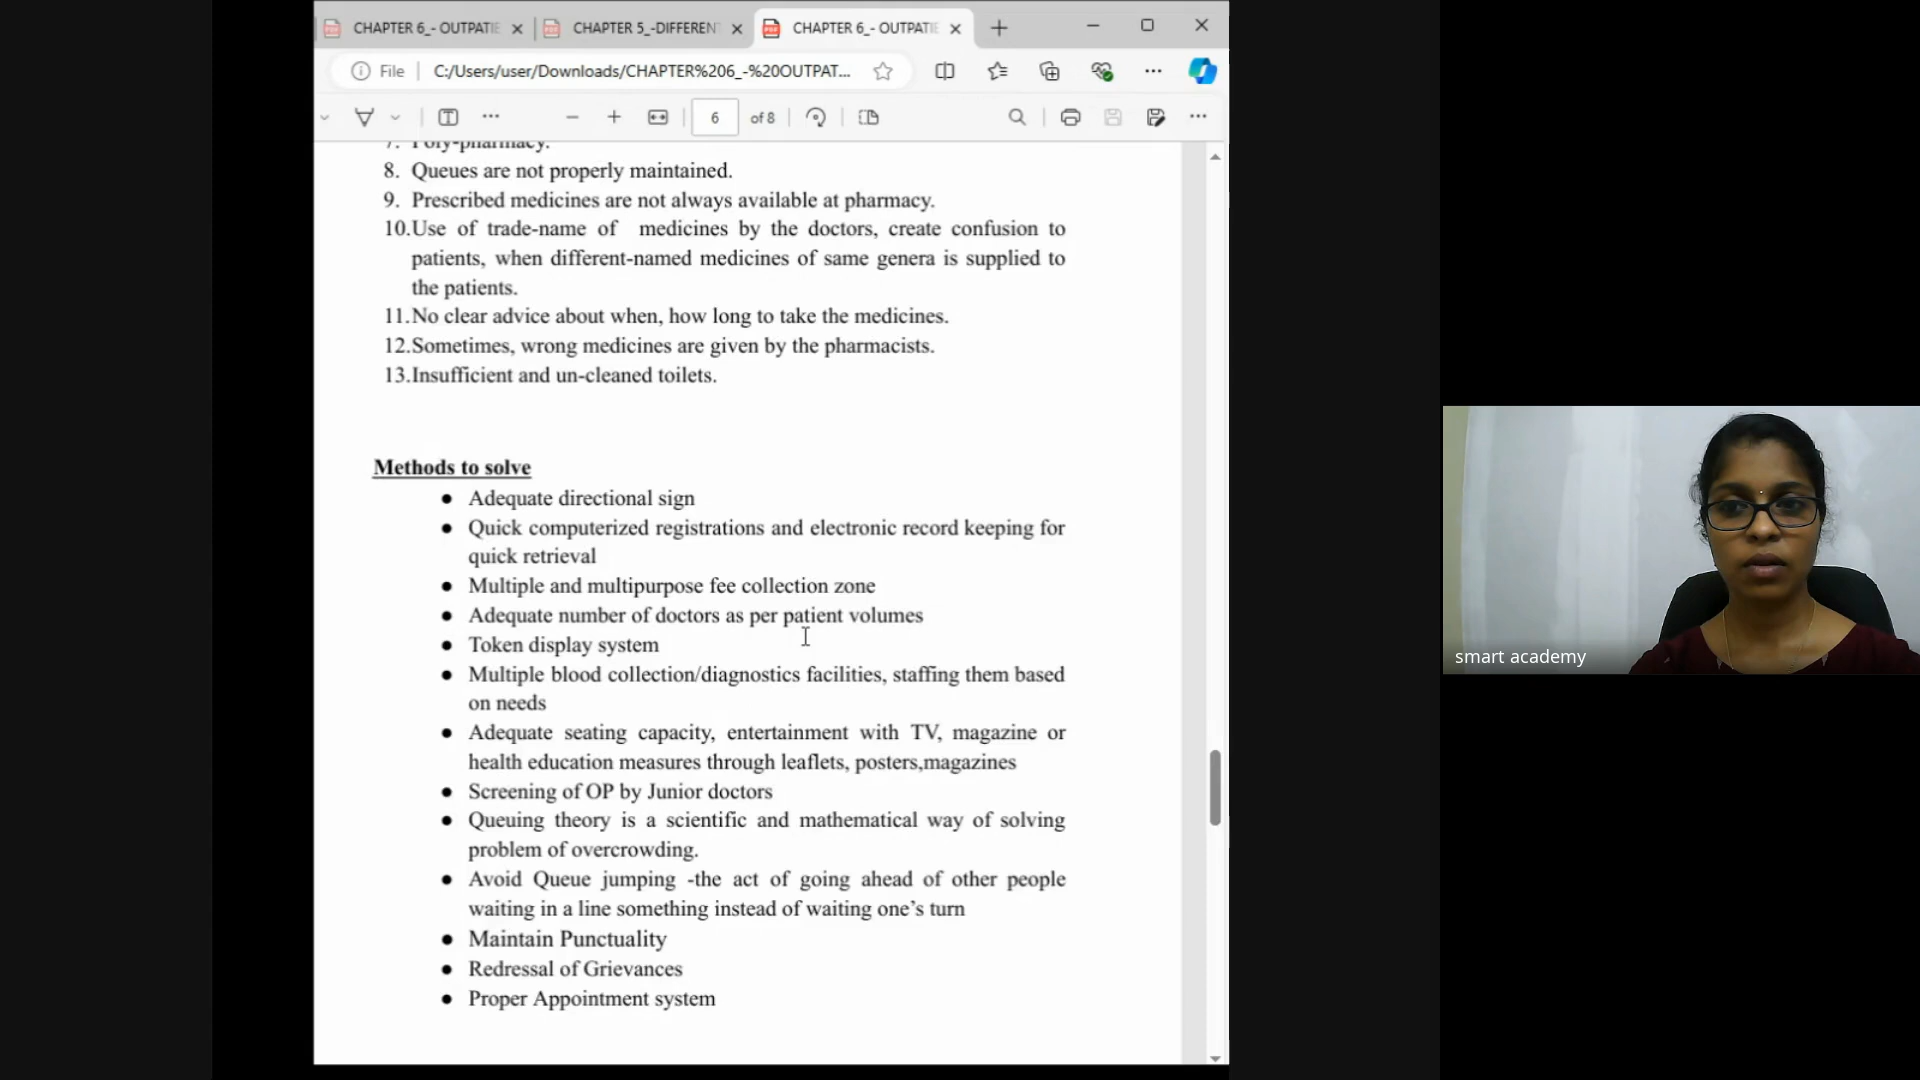 CHAPTER 6_- OUTPATIE
CHAPTER 5_-DIFFEREN
CHAPTER 6_- OUTPATIE
File
C:/Users/user/Downloads/CHAPTER%206_-%20OUTPAT...
6 of 8
7. Poly-pharmacy.
8. Queues are not properly maintained.
9. Prescribed medicines are not always available at pharmacy.
10.Use of trade-name of medicines by the doctors, create confusion to
patients, when different-named medicines of same genera is supplied to
the patients.
11.No clear advice about when, how long to take the medicines.
12.Sometimes, wrong medicines are given by the pharmacists.
13.Insufficient and un-cleaned toilets.
Methods to solve
● Adequate directional sign
● Quick computerized registrations and electronic record keeping for
quick retrieval
● Multiple and multipurpose fee collection zone
● Adequate number of doctors as per patient volumes
● Token display system
● Multiple blood collection/diagnostics facilities, staffing them based
on needs
● Adequate seating capacity, entertainment with TV, magazine or
health education measures through leaflets, posters,magazines
● Screening of OP by Junior doctors
● Queuing theory is a scientific and mathematical way of solving
problem of overcrowding.
● Avoid Queue jumping -the act of going ahead of other people
waiting in a line something instead of waiting one’s turn
● Maintain Punctuality
● Redressal of Grievances
● Proper Appointment system
smart academy